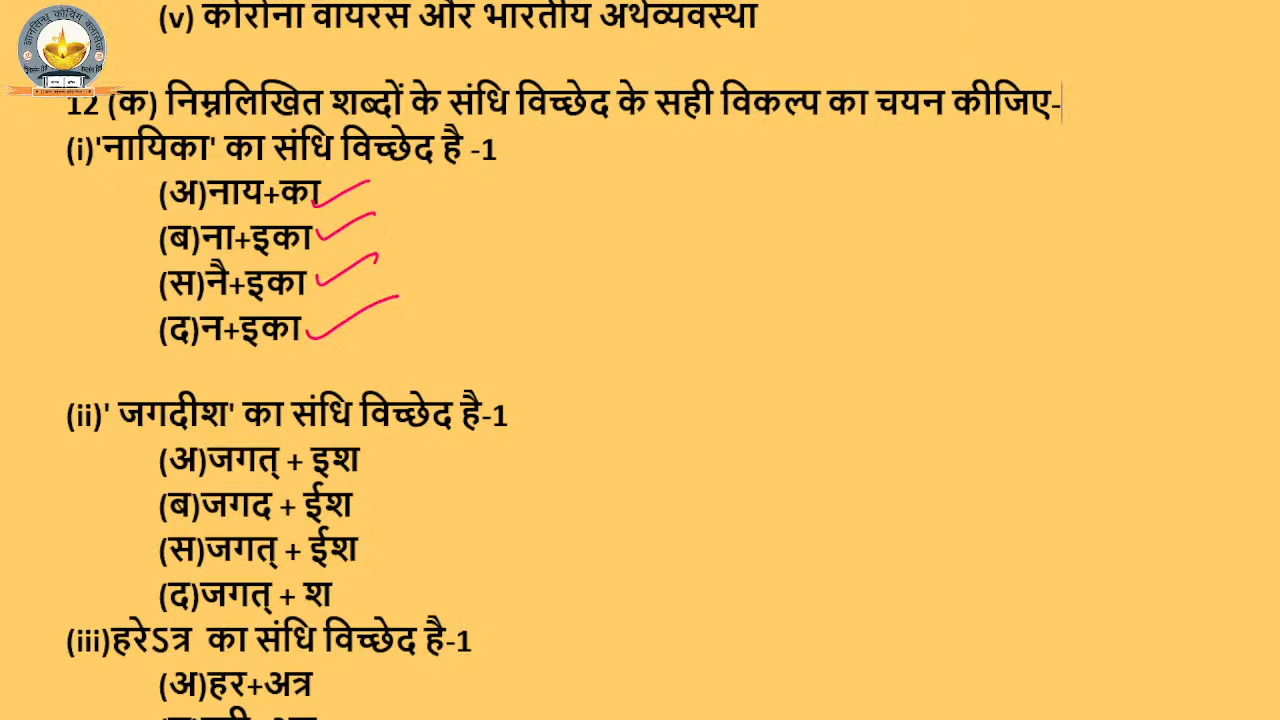 (v) कोरोना वायरस और भारतीय अर्थव्यवस्था
12 (क) निम्नलिखित शब्दों के संधि विच्छेद के सही विकल्प का चयन कीजिए-
(i)'नायिका' का संधि विच्छेद है -1
(अ)नाय+का
(ब)ना+इका
(स)नै+इका
(द)न+इका
(ii)' जगदीश' का संधि विच्छेद है-1
(अ)जगत् + इश
(ब)जगद + ईश
(स)जगत् + ईश
(द)जगत् + श
(iii)हरेऽत्र का संधि विच्छेद है-1
(अ)हर+अत्र